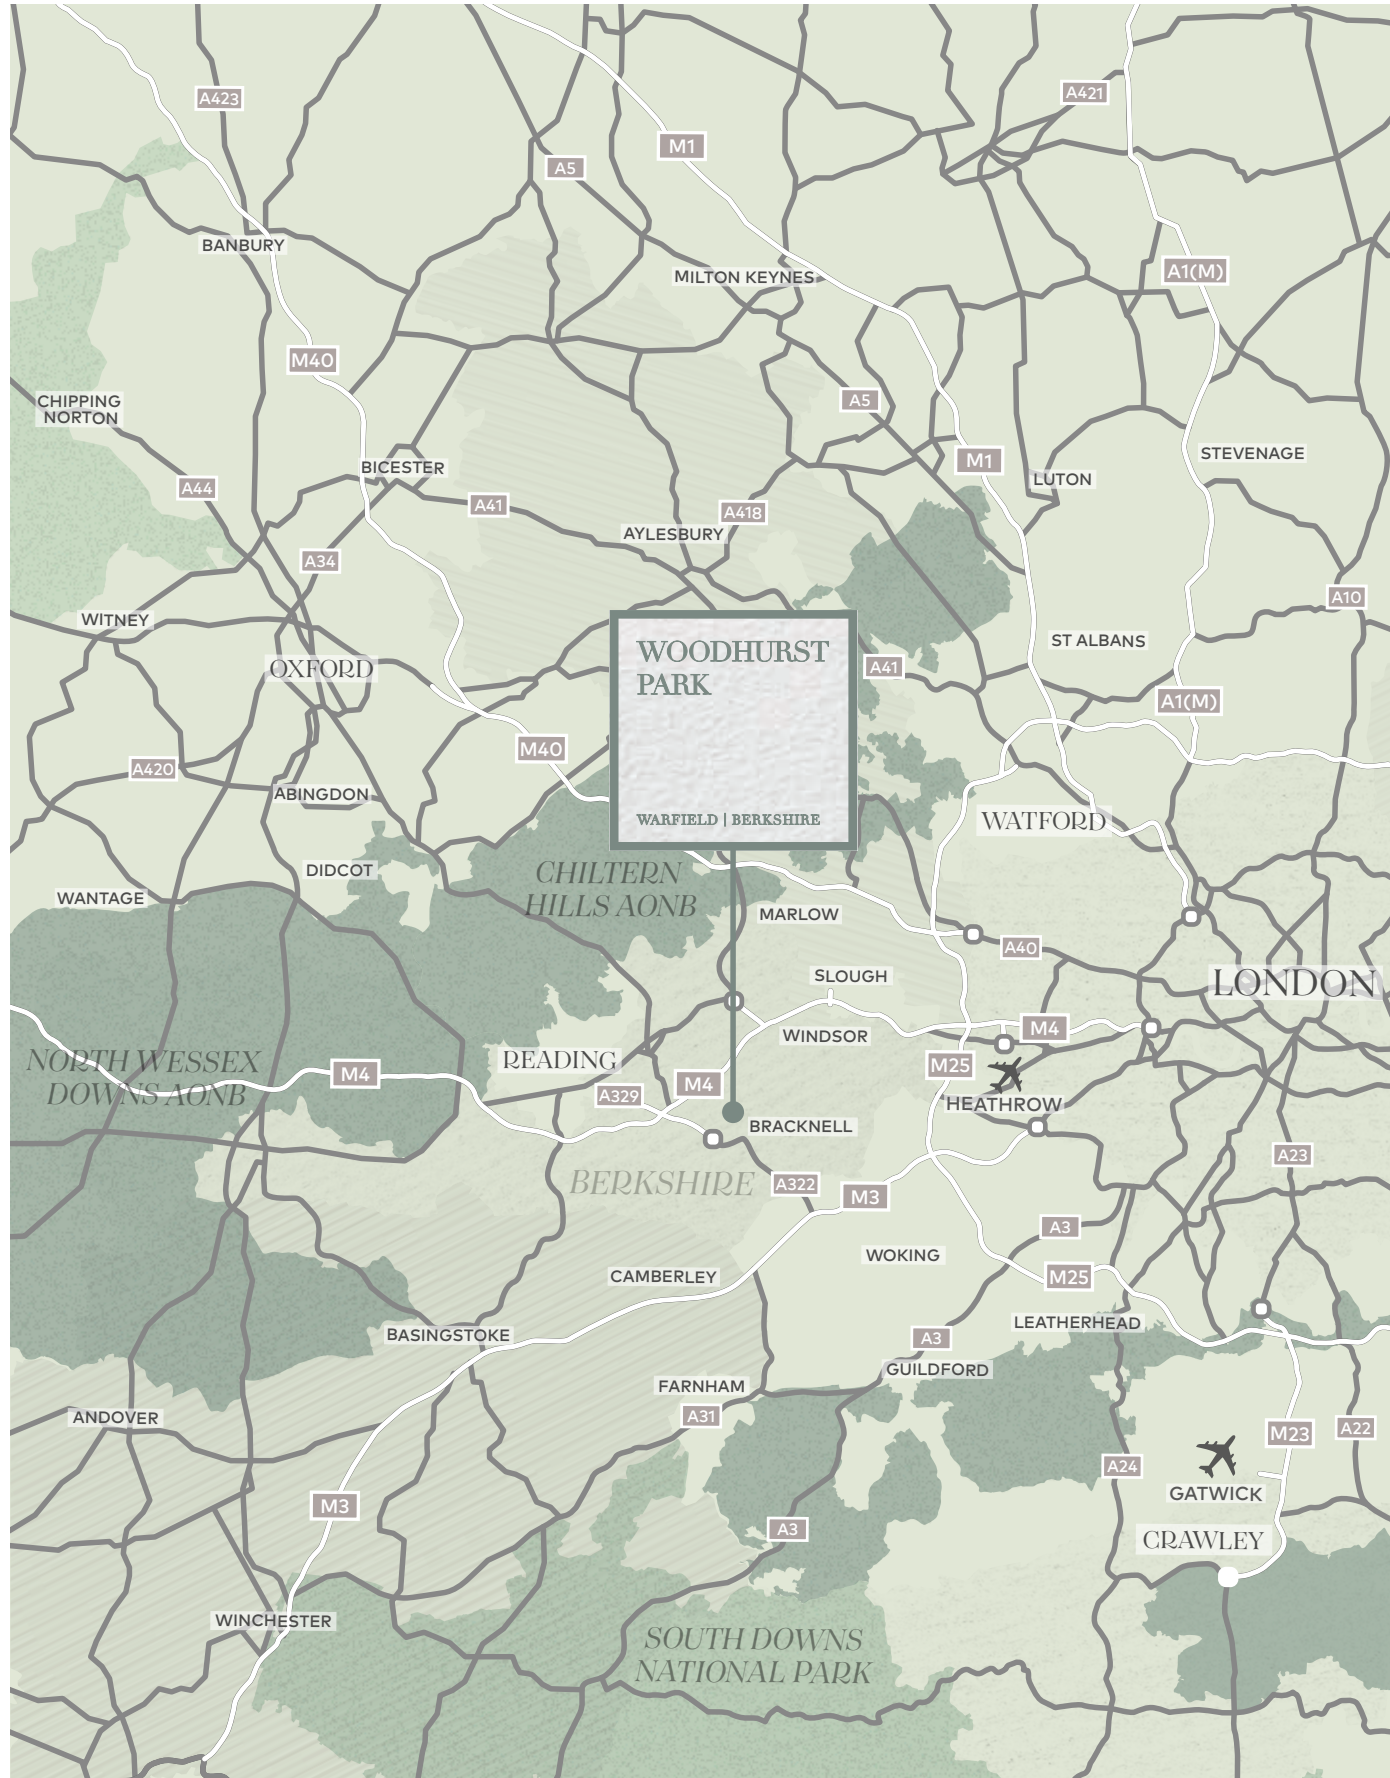 A423
A421
M1
A5
BANBURY
A1(M)
MILTON KEYNES
M40
CHIPPING
NORTON
A5
STEVENAGE
M1
BICESTER
LUTON
A44
A41
A418
AYLESBURY
A34
A10
WITNEY
ST ALBANS
WOODHURST
PARK
OXFORD
A41
A1(M)
M40
A420
ABINGDON
WARFIELD | BERKSHIRE
WATFORD
DIDCOT
CHILTERN
HILLS AONB
WANTAGE
MARLOW
A40
SLOUGH
LONDON
M4
WINDSOR
NORTH WESSEX
DOWNS AONB
READING
M25
M4
M4
A329
HEATHROW
BRACKNELL
A23
BERKSHIRE
A322
M3
A3
WOKING
CAMBERLEY
M25
LEATHERHEAD
BASINGSTOKE
A3
GUILDFORD
FARNHAM
A31
ANDOVER
M23
A22
A24
GATWICK
M3
A3
CRAWLEY
WINCHESTER
SOUTH DOWNS
NATIONAL PARK